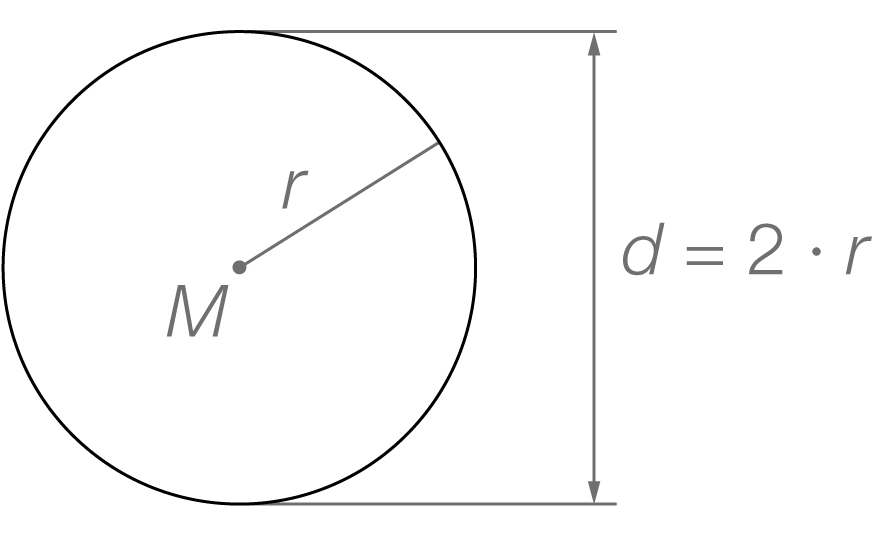 r
M
d = 2 · r